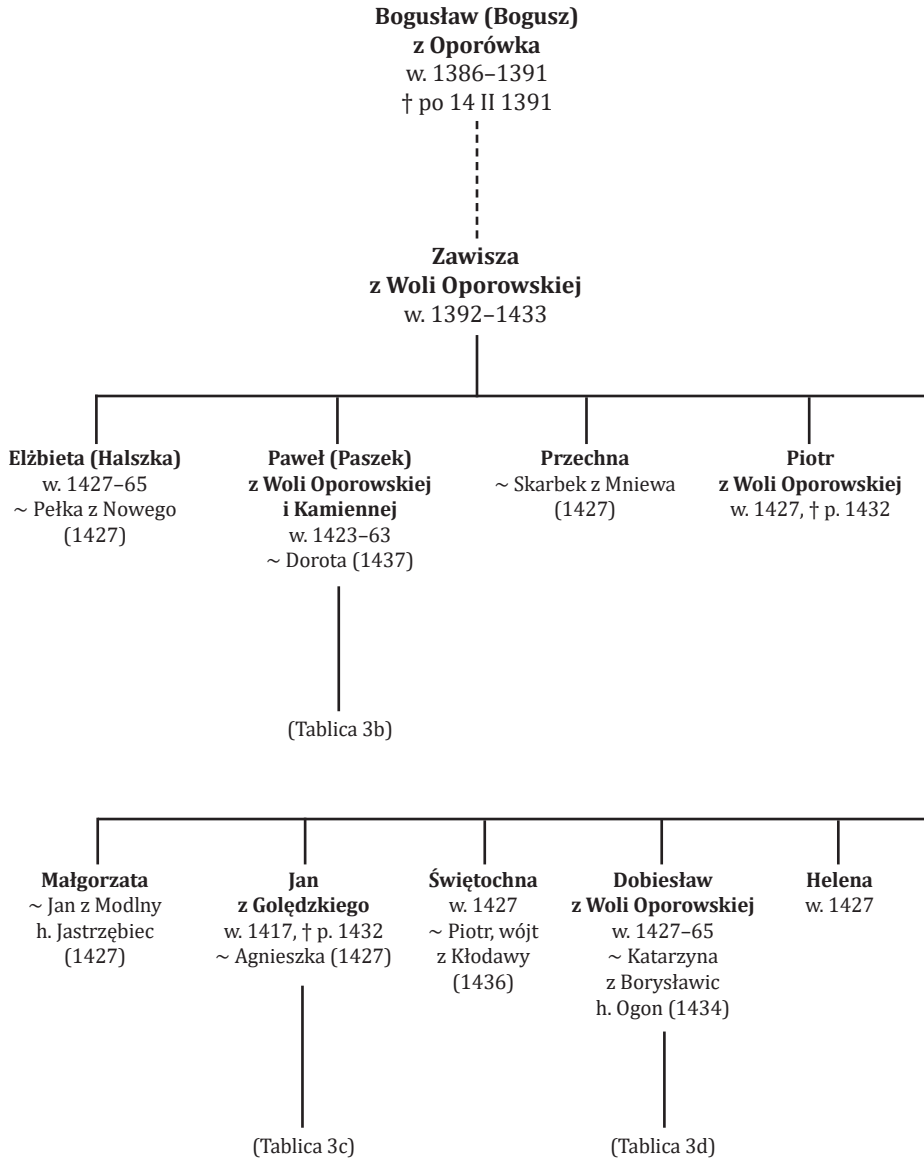 Bogusław (Bogusz)
z Oporówka
w. 1386–1391
† po 14 II 1391
Zawisza
z Woli Oporowskiej
w. 1392–1433
Elżbieta (Halszka)
w. 1427–65
~ Pełka z Nowego
(1427)
Paweł (Paszek)
z Woli Oporowskiej
i Kamiennej
w. 1423–63
~ Dorota (1437)
Przechna
~ Skarbek z Mniewa
(1427)
Piotr
z Woli Oporowskiej
w. 1427, † p. 1432
(Tablica 3b)
Małgorzata
~ Jan z Modlny
h. Jastrzębiec
(1427)
Jan
z Golędzkiego
w. 1417, † p. 1432
~ Agnieszka (1427)
Świętochna
w. 1427
~ Piotr, wójt
z Kłodawy
(1436)
Dobiesław
z Woli Oporowskiej
w. 1427–65
~ Katarzyna
z Borysławic
h. Ogon (1434)
Helena
w. 1427
(Tablica 3c)
(Tablica 3d)